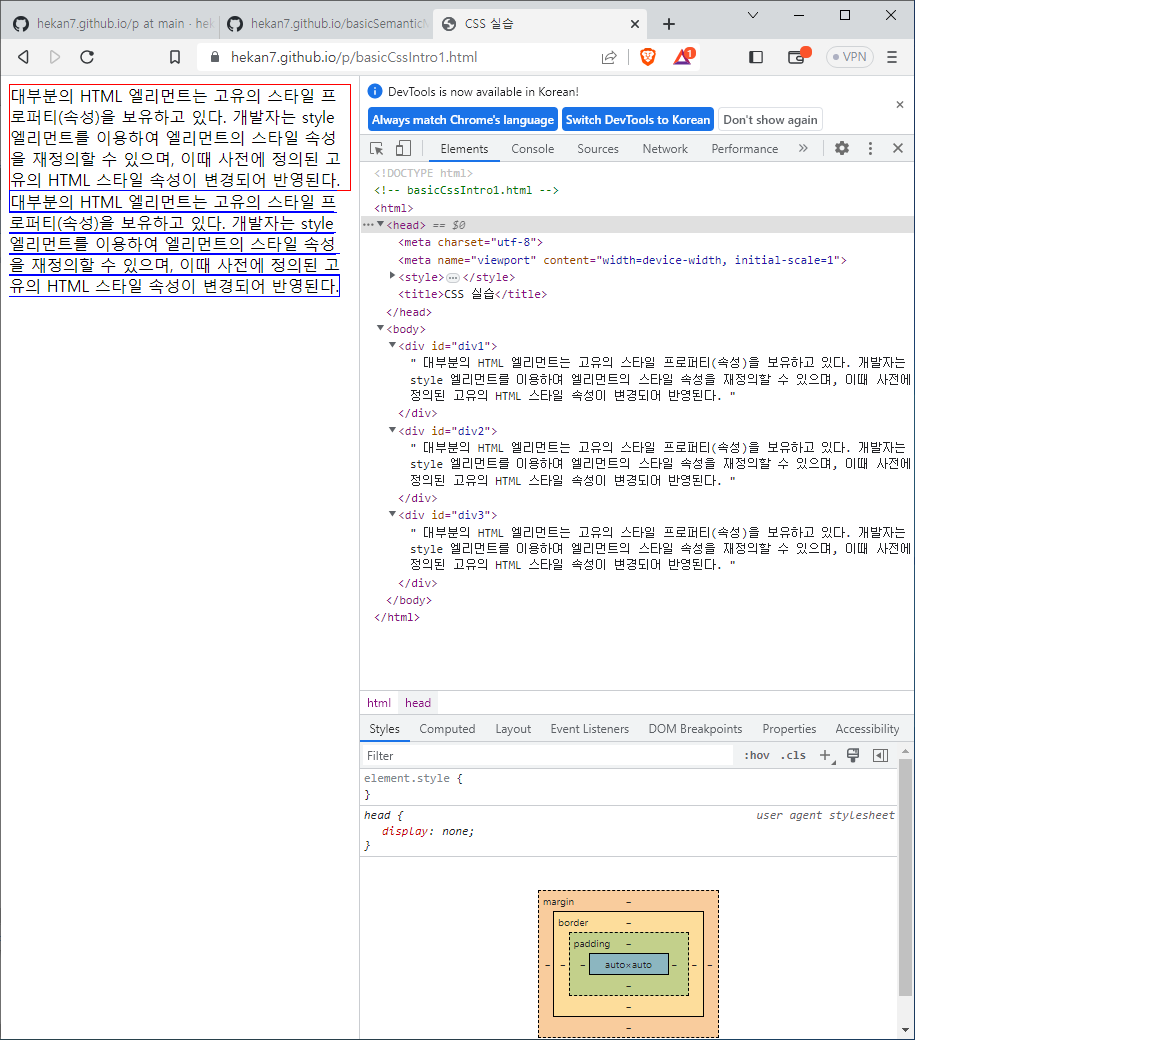 hekan7.github.io/p at main · hek
hekan7.github.io/basicSemantic
CSS 실습
hekan7.github.io/p/basicCssIntro1.html
1
VPN
대부분의 HTML 엘리먼트는 고유의 스타일 프
로퍼티(속성)을 보유하고 있다. 개발자는 style
엘리먼트를 이용하여 엘리먼트의 스타일 속성
을 재정의할 수 있으며, 이때 사전에 정의된 고
유의 HTML 스타일 속성이 변경되어 반영된다.
대부분의 HTML 엘리먼트는 고유의 스타일 프
로퍼티(속성)을 보유하고 있다. 개발자는 style
엘리먼트를 이용하여 엘리먼트의 스타일 속성
을 재정의할 수 있으며, 이때 사전에 정의된 고
유의 HTML 스타일 속성이 변경되어 반영된다.
DevTools is now available in Korean!
Always match Chrome's language
Switch DevTools to Korean
Don't show again
Elements Console Sources Network Performance
<!DOCTYPE html>
<!-- basicCssIntro1.html -->
<html>
<head> == $0
<meta charset="utf-8">
<meta name="viewport" content="width=device-width, initial-scale=1">
<style>…</style>
<title>CSS 실습</title>
</head>
<body>
<div id="div1">
" 대부분의 HTML 엘리먼트는 고유의 스타일 프로퍼티(속성)을 보유하고 있다. 개발자는
style 엘리먼트를 이용하여 엘리먼트의 스타일 속성을 재정의할 수 있으며, 이때 사전에
정의된 고유의 HTML 스타일 속성이 변경되어 반영된다. "
</div>
<div id="div2">
" 대부분의 HTML 엘리먼트는 고유의 스타일 프로퍼티(속성)을 보유하고 있다. 개발자는
style 엘리먼트를 이용하여 엘리먼트의 스타일 속성을 재정의할 수 있으며, 이때 사전에
정의된 고유의 HTML 스타일 속성이 변경되어 반영된다. "
</div>
<div id="div3">
" 대부분의 HTML 엘리먼트는 고유의 스타일 프로퍼티(속성)을 보유하고 있다. 개발자는
style 엘리먼트를 이용하여 엘리먼트의 스타일 속성을 재정의할 수 있으며, 이때 사전에
정의된 고유의 HTML 스타일 속성이 변경되어 반영된다. "
</div>
</body>
</html>
html head
Styles Computed Layout Event Listeners DOM Breakpoints Properties Accessibility
Filter :hov .cls
element.style {
}
head { user agent stylesheet
display: none;
}
margin –
border –
padding –
– – – auto×auto – – –
–
–
–